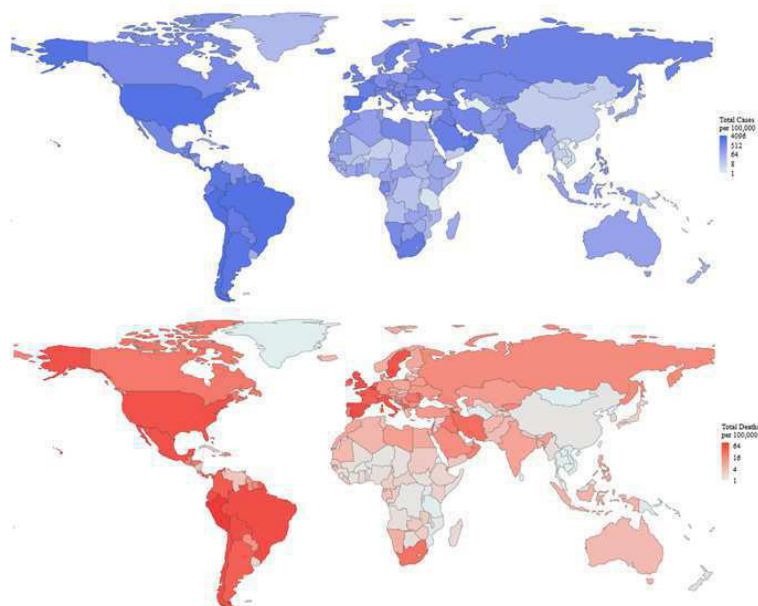 Total Cases
per 100,000
4096
512
64
8
1
Total Death
per 100,000
64
16
4
1